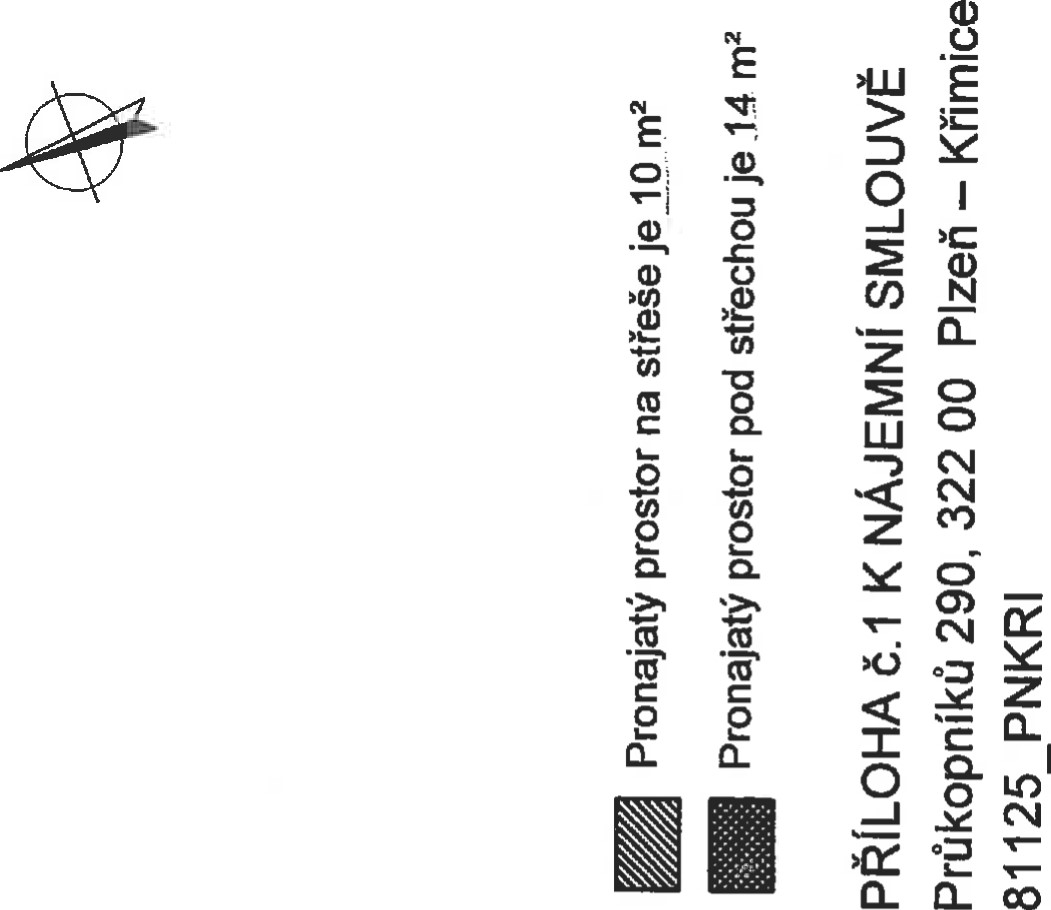 Pronajatý prostor na střeše je 10 m²
Pronajatý prostor pod střechou je 14 m²
PŘÍLOHA č.1 K NÁJEMNÍ SMLOUVĚ
Průkopníků 290, 322 00 Plzeň – Křimice
81125_PNKRI